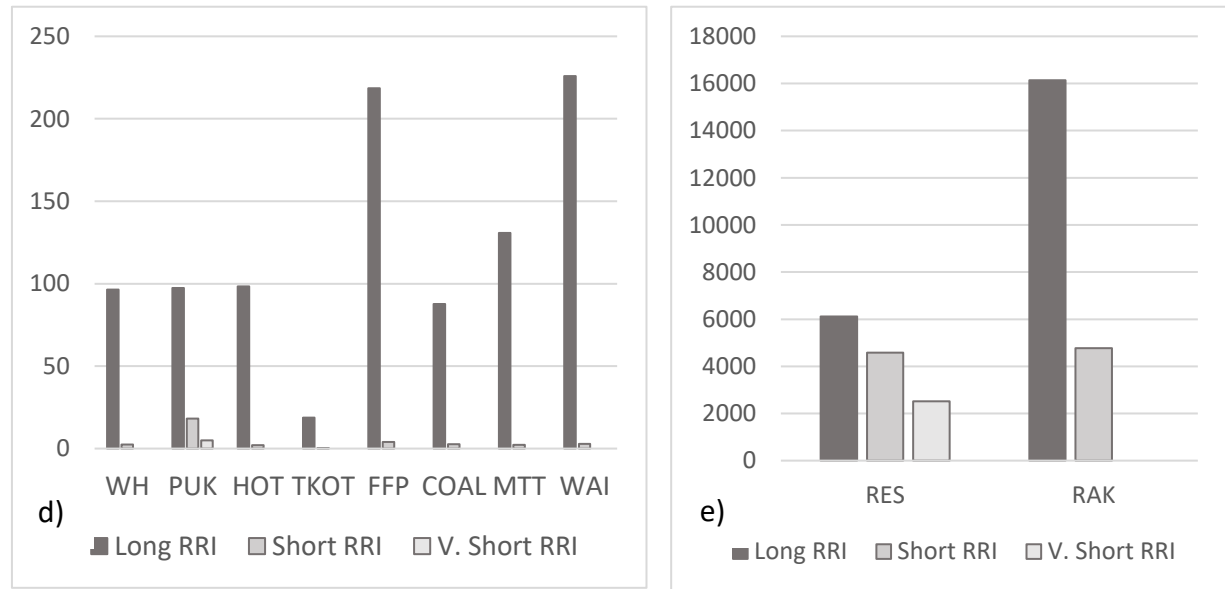 250
200
150
100
50
0
WH PUK HOT TKOT FFP COAL MTT WAI
d)
Long RRI Short RRI V. Short RRI
18000
16000
14000
12000
10000
8000
6000
4000
2000
0
RES RAK
e)
Long RRI Short RRI V. Short RRI